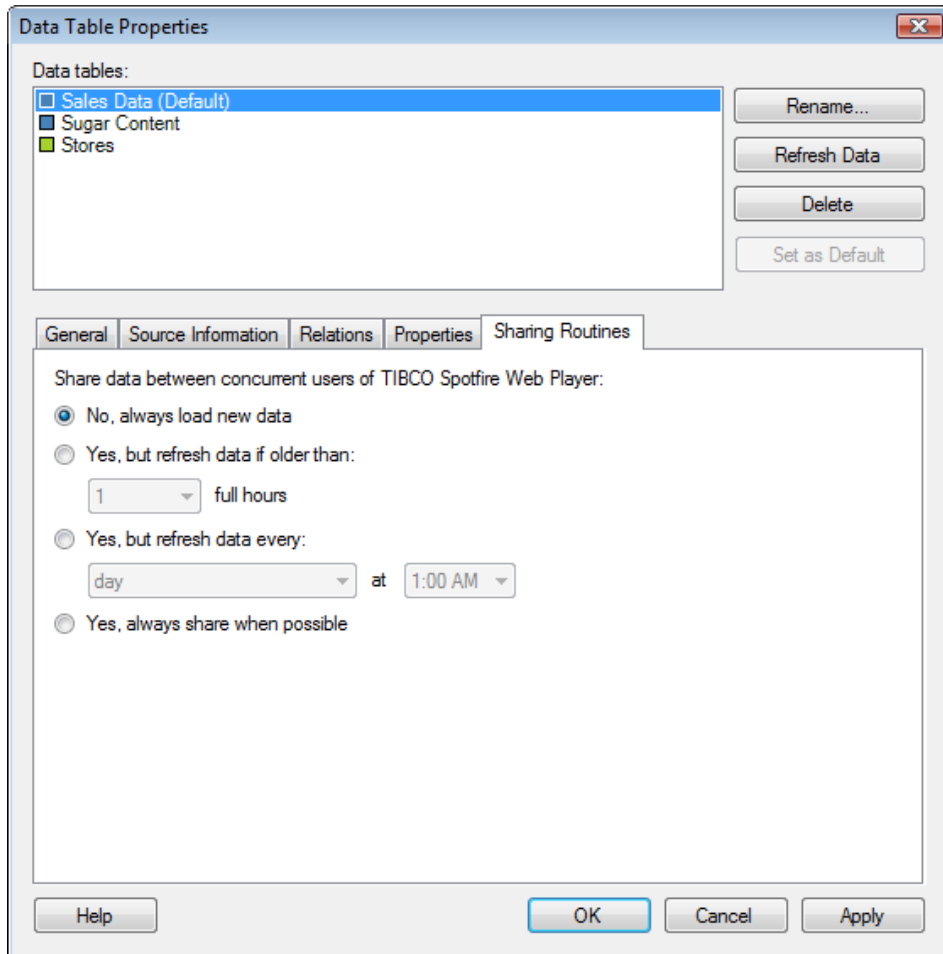 Data Table Properties
Data tables:
Sales Data (Default)
Sugar Content
Stores
Rename...
Refresh Data
Delete
Set as Default
General Source Information Relations Properties Sharing Routines
Share data between concurrent users of TIBCO Spotfire Web Player:
No, always load new data
Yes, but refresh data if older than:
1 full hours
Yes, but refresh data every:
day at 1:00 AM
Yes, always share when possible
Help OK Cancel Apply